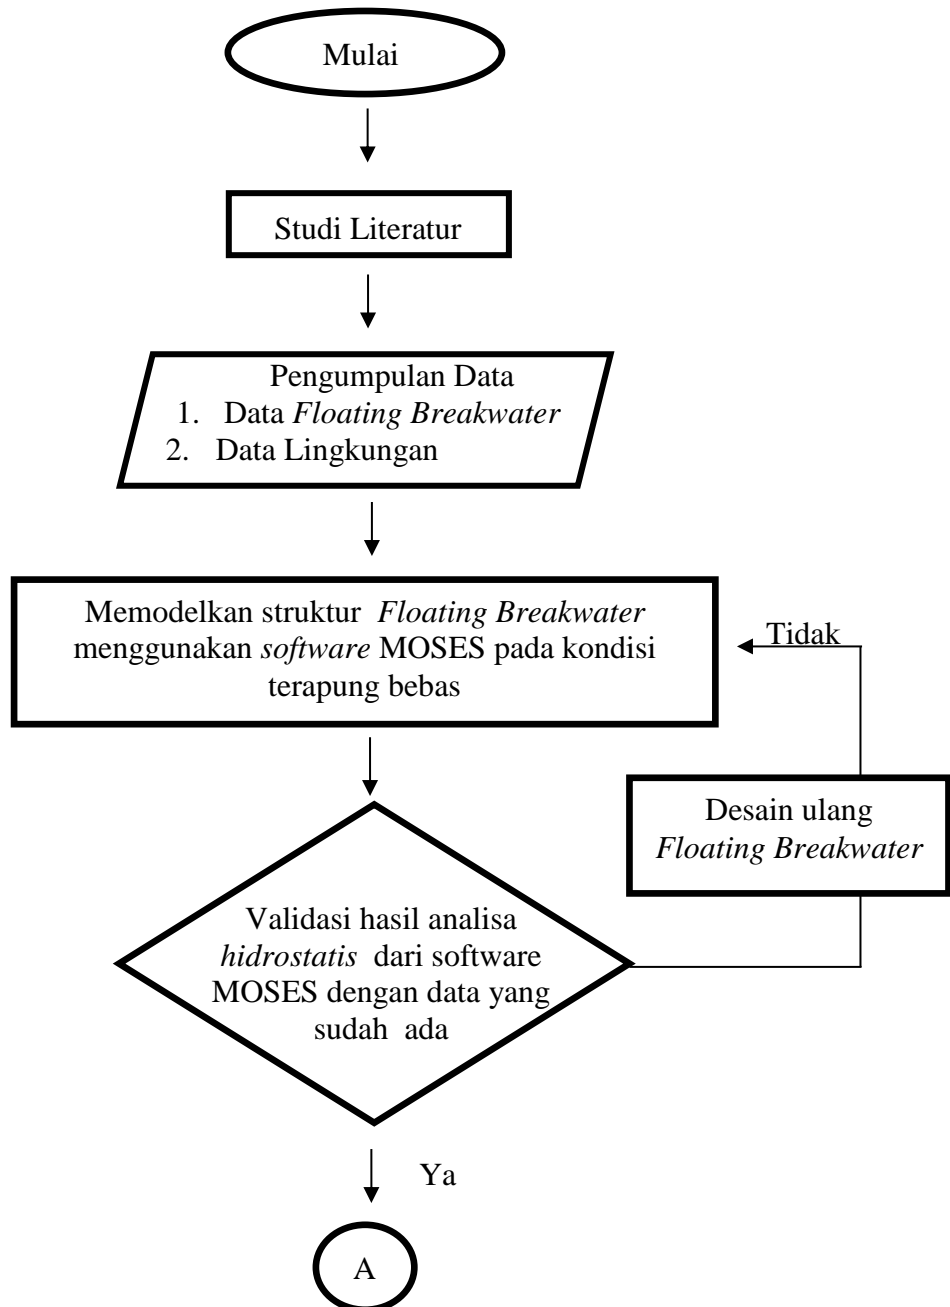 Mulai
Studi Literatur
Pengumpulan Data
1. Data Floating Breakwater
2. Data Lingkungan
Memodelkan struktur Floating Breakwater
menggunakan software MOSES pada kondisi
terapung bebas
Tidak
Desain ulang
Floating Breakwater
Validasi hasil analisa
hidrostatis dari software
MOSES dengan data yang
sudah ada
Ya
A